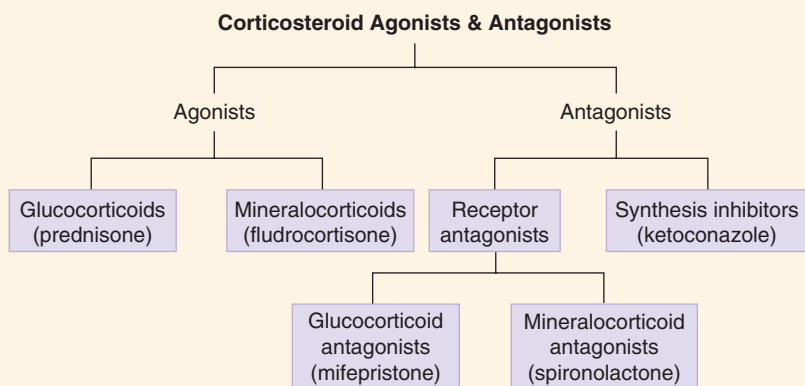 Corticosteroid Agonists & Antagonists
Agonists
Antagonists
Glucocorticoids
(prednisone)
Mineralocorticoids
(fludrocortisone)
Receptor
antagonists
Synthesis inhibitors
(ketoconazole)
Glucocorticoid
antagonists
(mifepristone)
Mineralocorticoid
antagonists
(spironolactone)